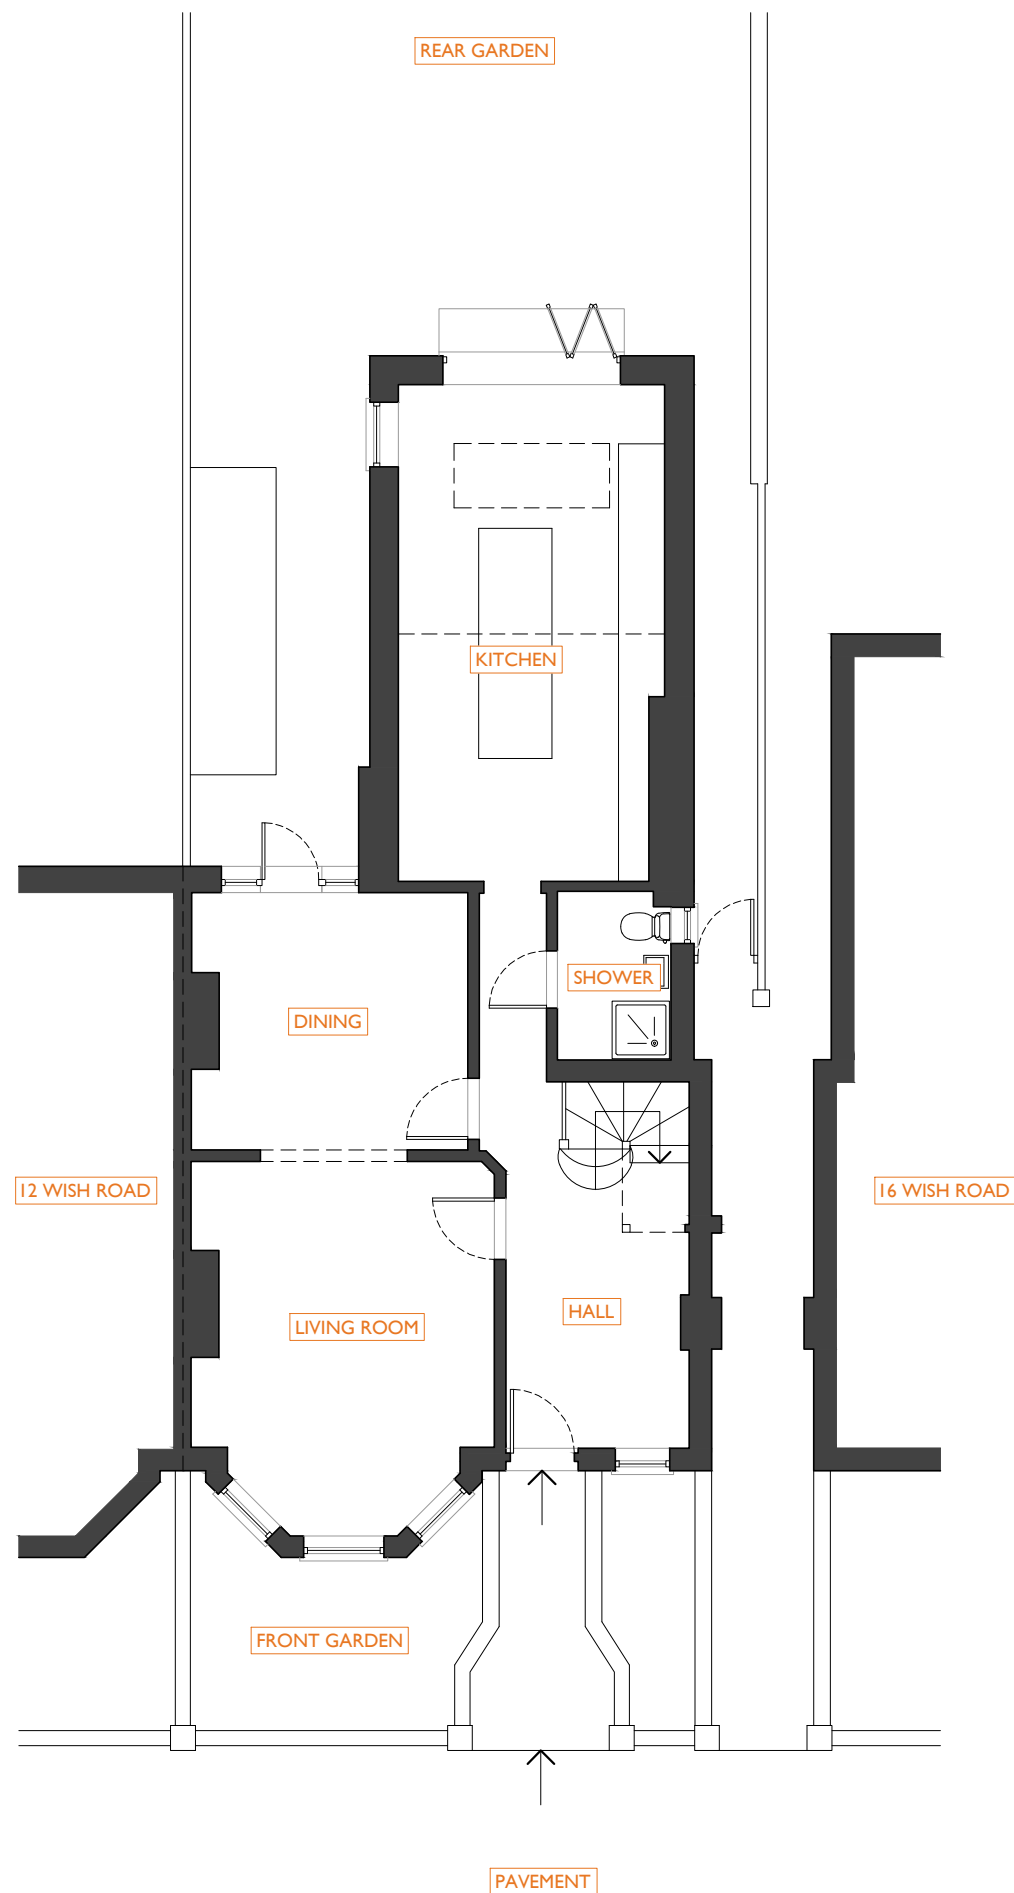 REAR GARDEN
KITCHEN
SHOWER
DINING
12 WISH ROAD
16 WISH ROAD
HALL
LIVING ROOM
FRONT GARDEN
PAVEMENT